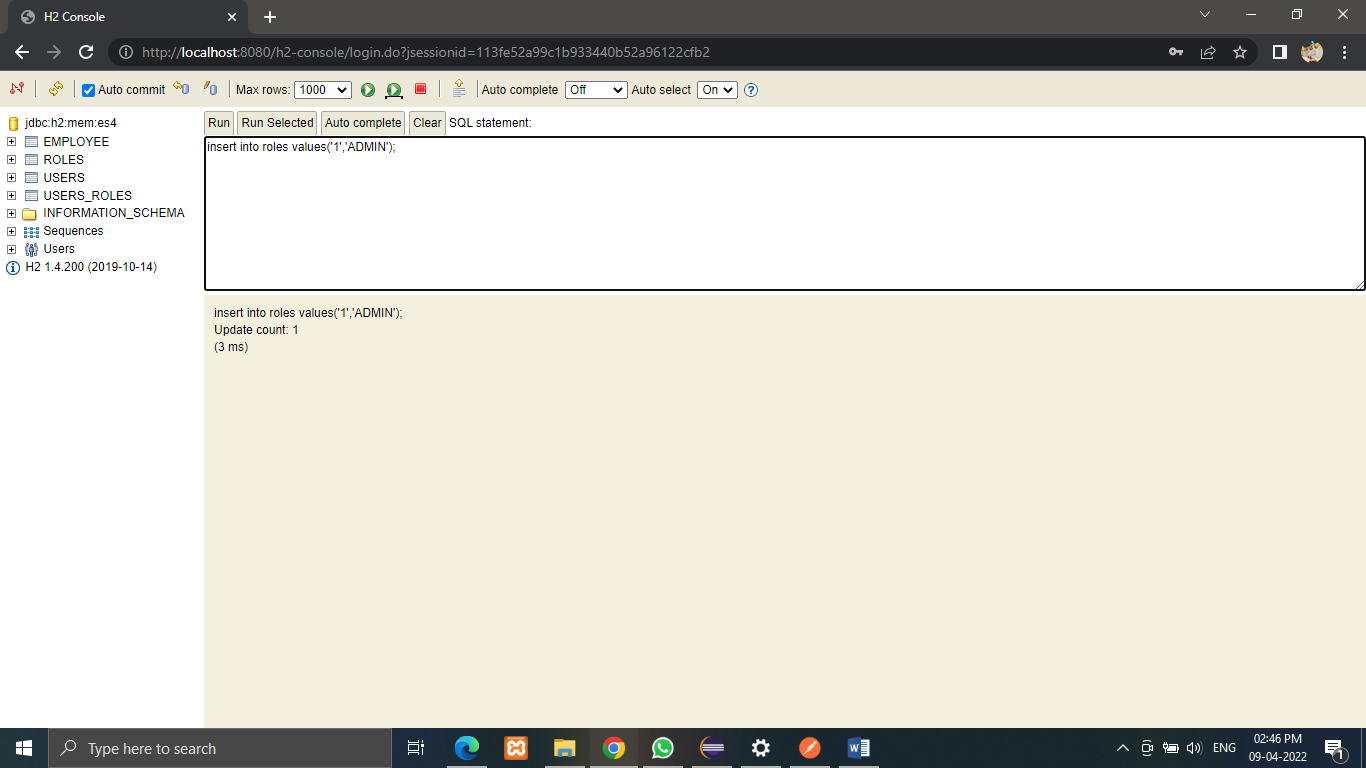 H2 Console
http://localhost:8080/h2-console/login.do?jsessionid=113fe52a99c1b933440b52a96122cfb2
Auto commit Max rows: 1000 Auto complete Off Auto select On
jdbc:h2:mem:es4
EMPLOYEE
ROLES
USERS
USERS_ROLES
INFORMATION_SCHEMA
Sequences
Users
H2 1.4.200 (2019-10-14)
Run Run Selected Auto complete Clear SQL statement:
insert into roles values('1','ADMIN');
insert into roles values('1','ADMIN');
Update count: 1
(3 ms)
Type here to search
ENG
02:46 PM
09-04-2022
1